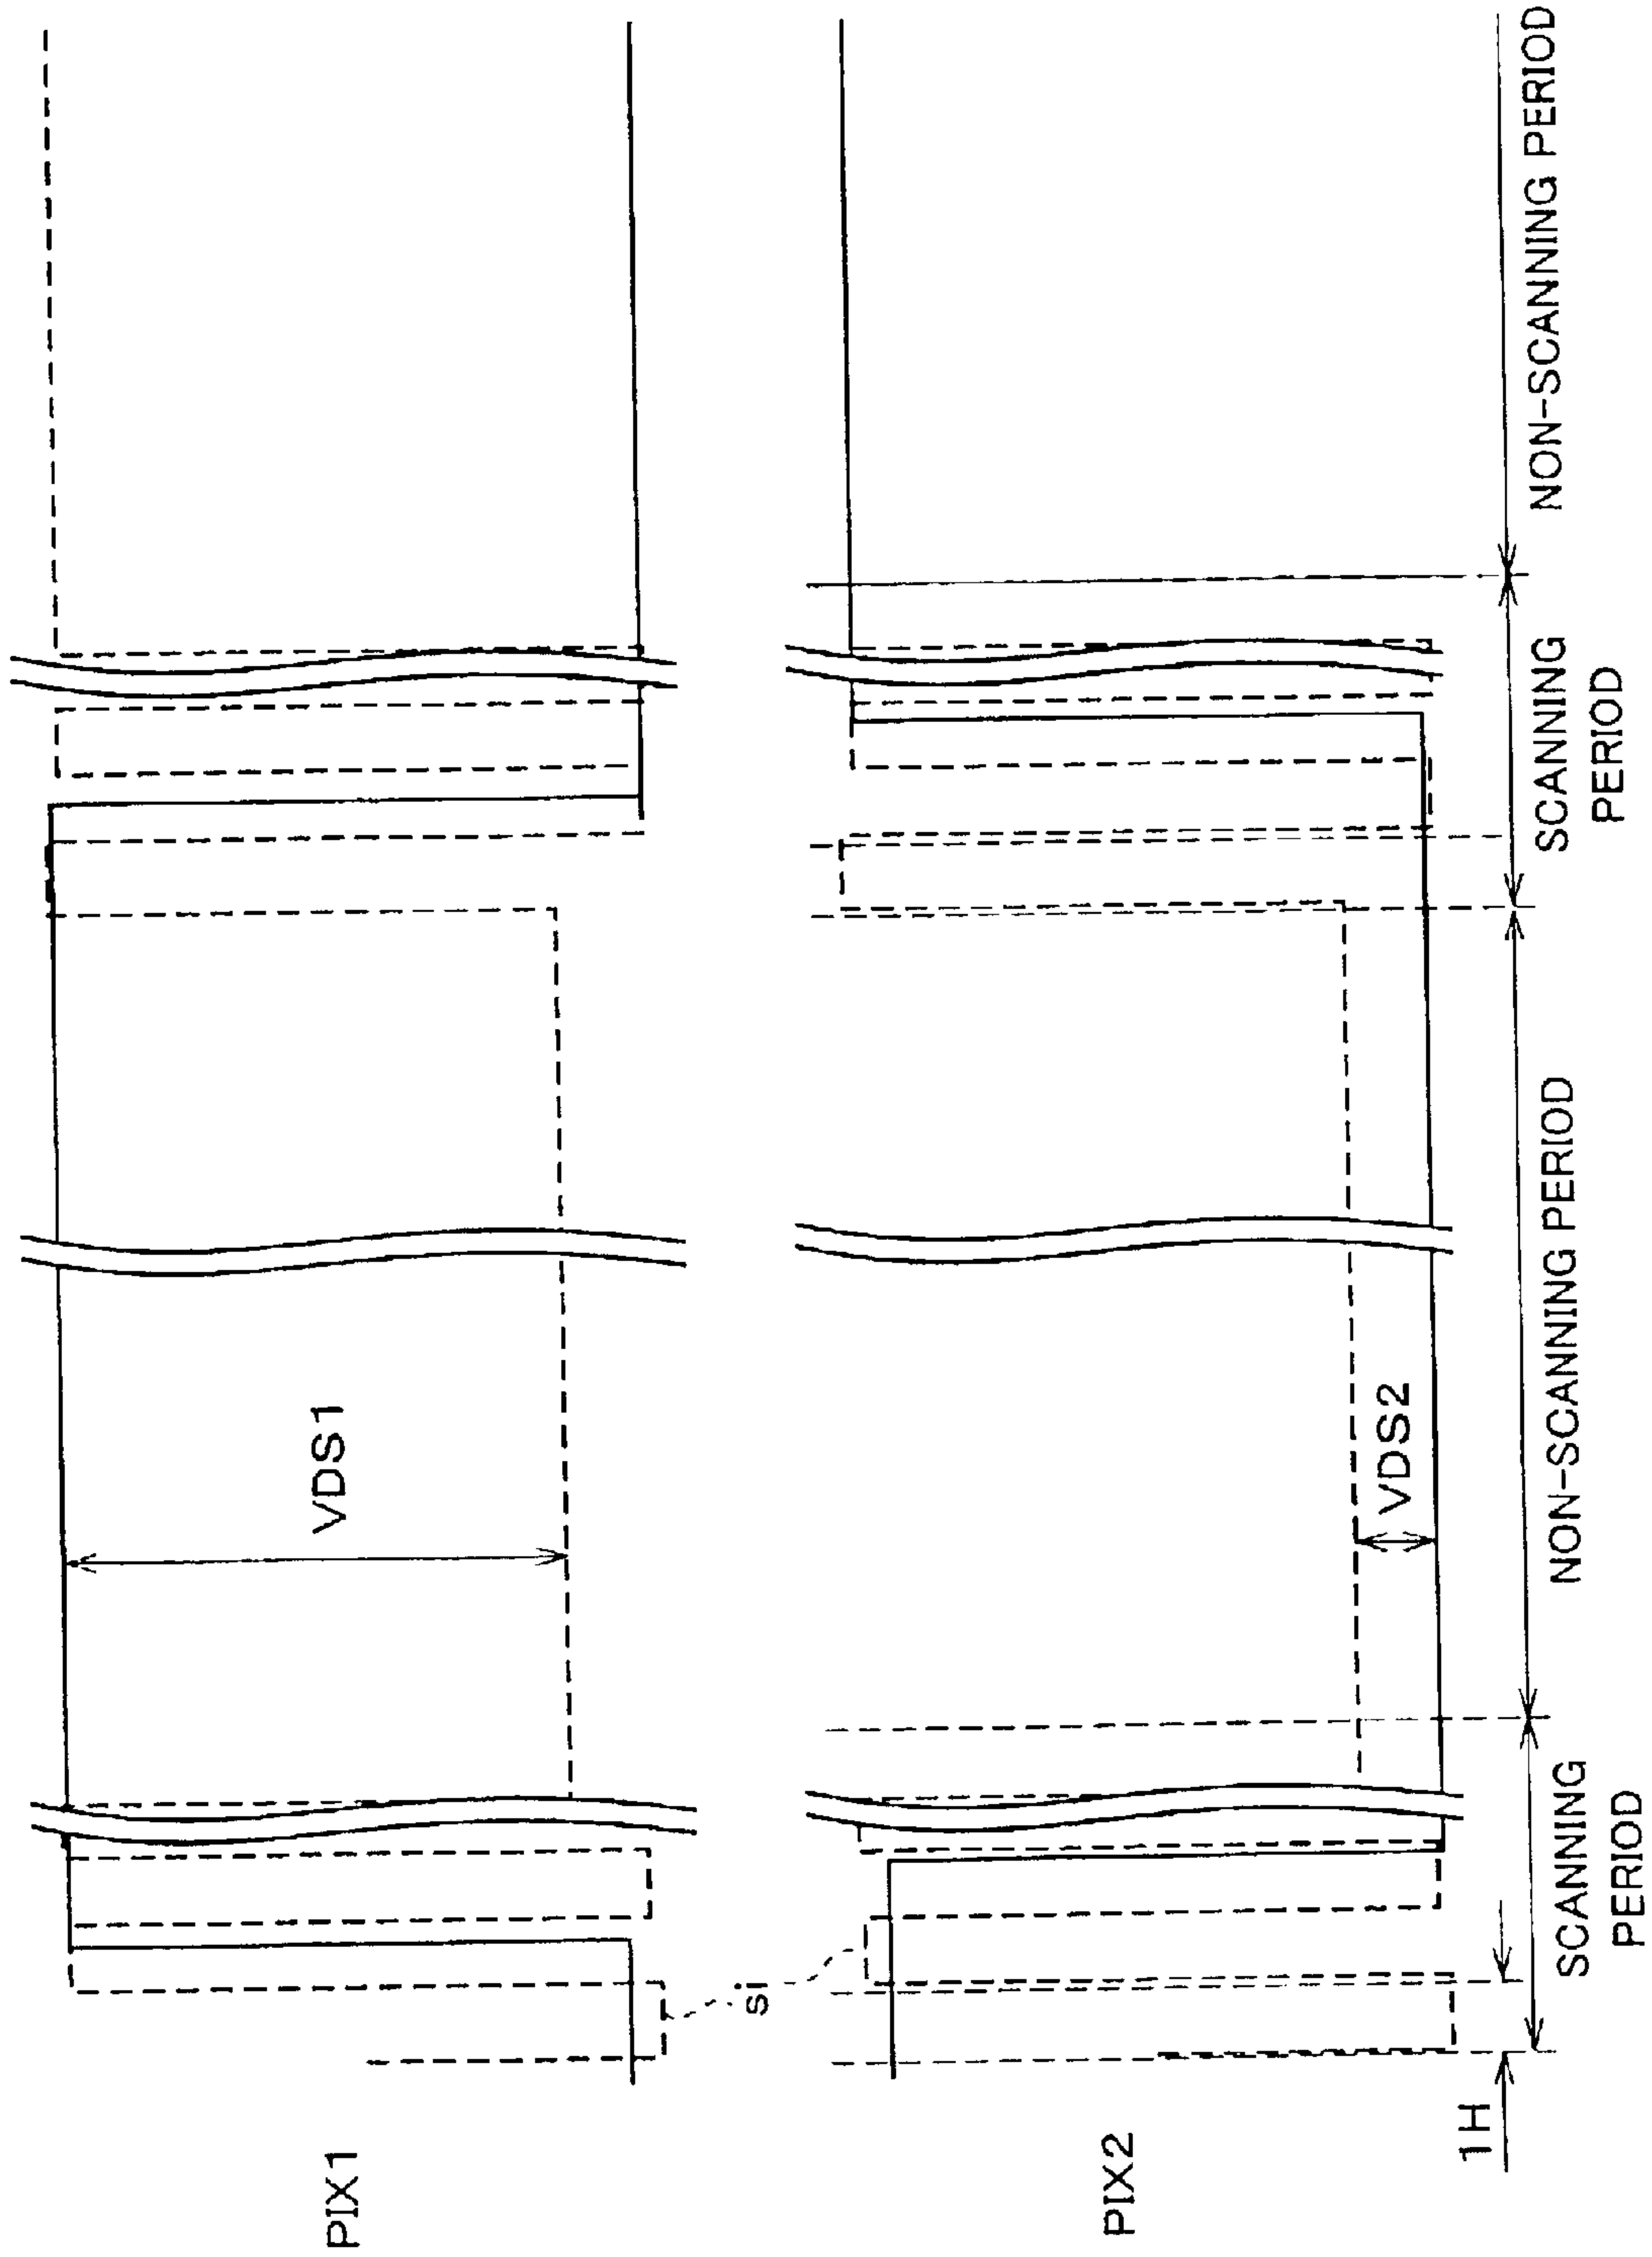 PIX1
VDS1
si
PIX2
VDS2
1H
SCANNING
PERIOD
NON-SCANNING PERIOD
SCANNING
PERIOD
NON-SCANNING PERIOD